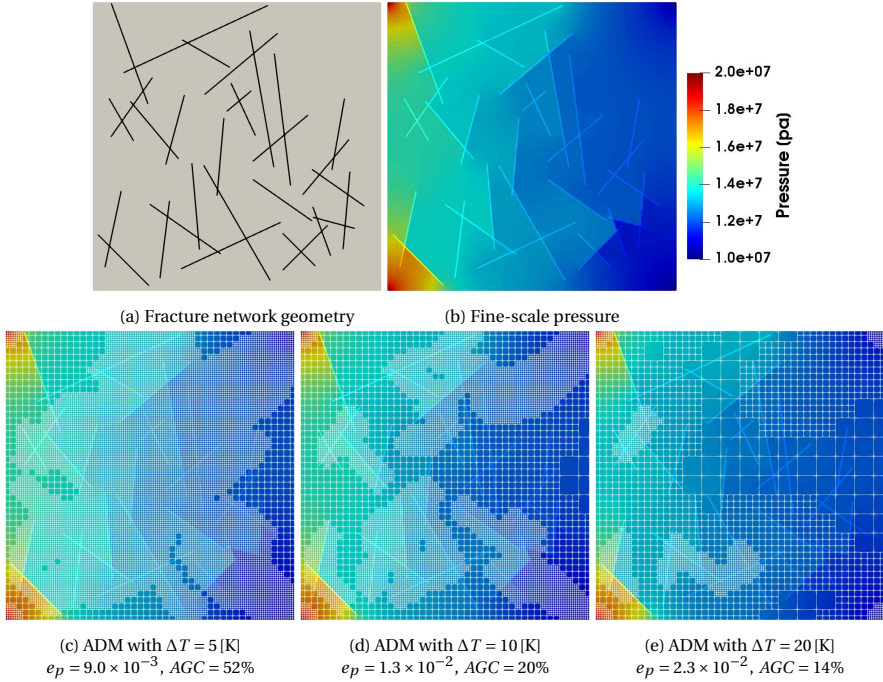 2.0e+07
1.8e+7
1.6e+7
1.4e+7
1.2e+7
1.0e+07
Pressure (pa)
(a) Fracture network geometry
(b) Fine-scale pressure
(c) ADM with ΔT = 5 [K]
e_p = 9.0 × 10⁻³, AGC = 52%
(d) ADM with ΔT = 10 [K]
e_p = 1.3 × 10⁻², AGC = 20%
(e) ADM with ΔT = 20 [K]
e_p = 2.3 × 10⁻², AGC = 14%